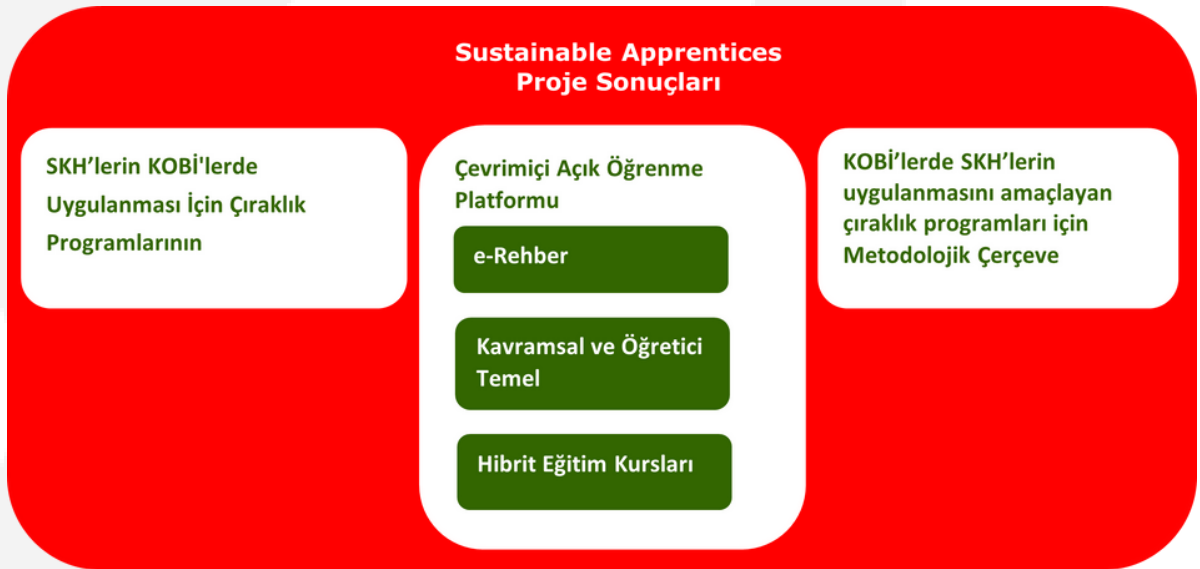 Sustainable Apprentices
Proje Sonuçları
SKH’lerin KOBİ'lerde
Uygulanması İçin Çıraklık
Programlarının
Çevrimiçi Açık Öğrenme
Platformu
e-Rehber
Kavramsal ve Öğretici
Temel
Hibrit Eğitim Kursları
KOBİ’lerde SKH’lerin
uygulanmasını amaçlayan
çıraklık programları için
Metodolojik Çerçeve